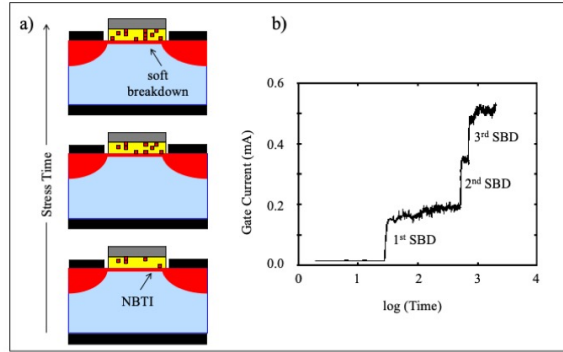 a)
Stress Time
soft
breakdown
NBTI
b)
Gate Current (mA)
0.6
0.4
0.2
0.0
3rd SBD
2nd SBD
1st SBD
0
1
2
3
4
log (Time)